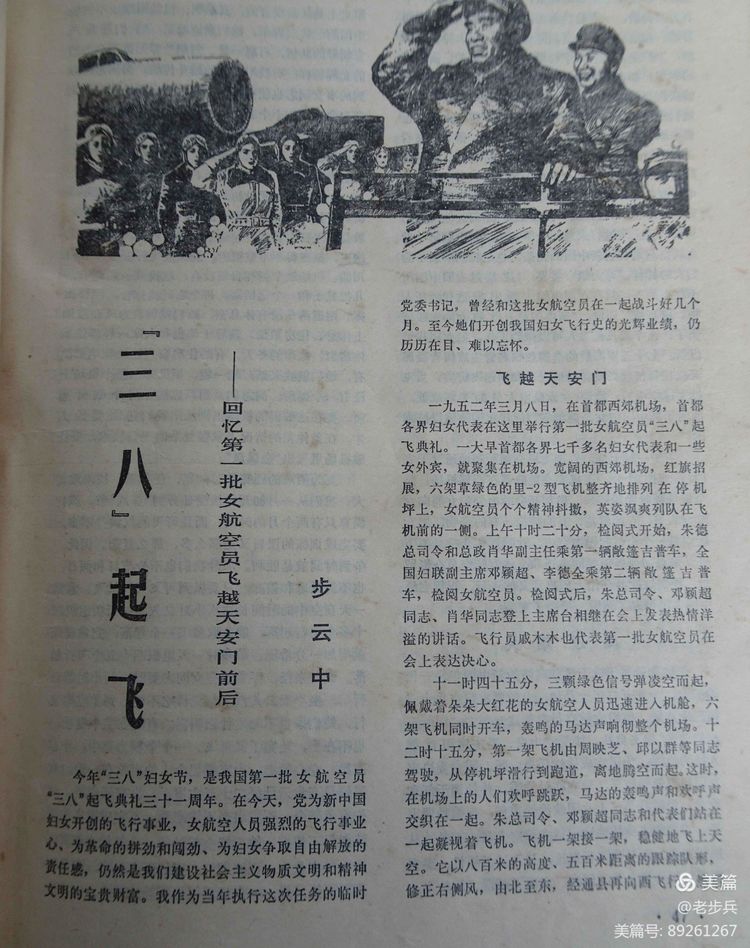 『三八』起飞
——回忆第一批女航空员飞越天安门前后
步云中
今年“三八”妇女节，是我国第一批女航空员
“三八”起飞典礼三十一周年。在今天，党为新中国
妇女开创的飞行事业，女航空人员强烈的飞行事业
心、为革命的拼劲和闯劲、为妇女争取自由解放的
责任感，仍然是我们建设社会主义物质文明和精神
文明的宝贵财富。我作为当年执行这次任务的临时
党委书记，曾经和这批女航空员在一起战斗好几个
月。至今她们开创我国妇女飞行史的光辉业绩，仍
历历在目、难以忘怀。
飞越天安门
一九五二年三月八日，在首都西郊机场，首都
各界妇女代表在这里举行第一批女航空员“三八”起
飞典礼。一大早首都各界七千多名妇女代表和一些
女外宾，就聚集在机场。宽阔的西郊机场，红旗招
展，六架草绿色的里-2型飞机整齐地排列在停机
坪上，女航空员个个精神抖擞，英姿飒爽列队在飞
机前的一侧。上午十时二十分，检阅式开始，朱德
总司令和总政肖华副主任乘第一辆敞篷吉普车，全
国妇联副主席邓颖超、李德全乘第二辆敞篷吉普
车，检阅女航空员。检阅式后，朱总司令、邓颖超
同志、肖华同志登上主席台相继在会上发表热情洋
溢的讲话。飞行员戚木木也代表第一批女航空员在
会上表达决心。
十一时四十五分，三颗绿色信号弹凌空而起，
佩戴着朵朵大红花的女航空人员迅速进入机舱，六
架飞机同时开车，轰鸣的马达声响彻整个机场。十
二时十五分，第一架飞机由周映芝、邱以群等同志
驾驶，从停机坪滑行到跑道，离地腾空而起。这时，
在机场上的人们欢呼跳跃，马达的轰鸣声和欢呼声
交织在一起。朱总司令、邓颖超同志和代表们站在
一起凝视着飞机。飞机一架接一架，稳健地飞上天
空。它以八百米的高度、五百米距离的跟踪队形，
修正右侧风，由北至东，经通县再向西飞行
·47·
美篇
@老步兵
美篇号: 89261267